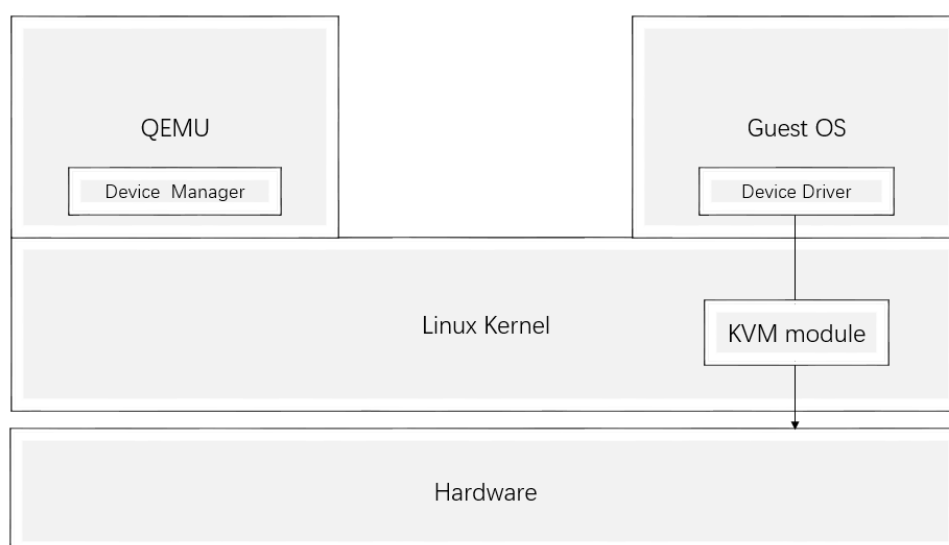 QEMU
Device Manager
Guest OS
Device Driver
Linux Kernel
KVM module
Hardware